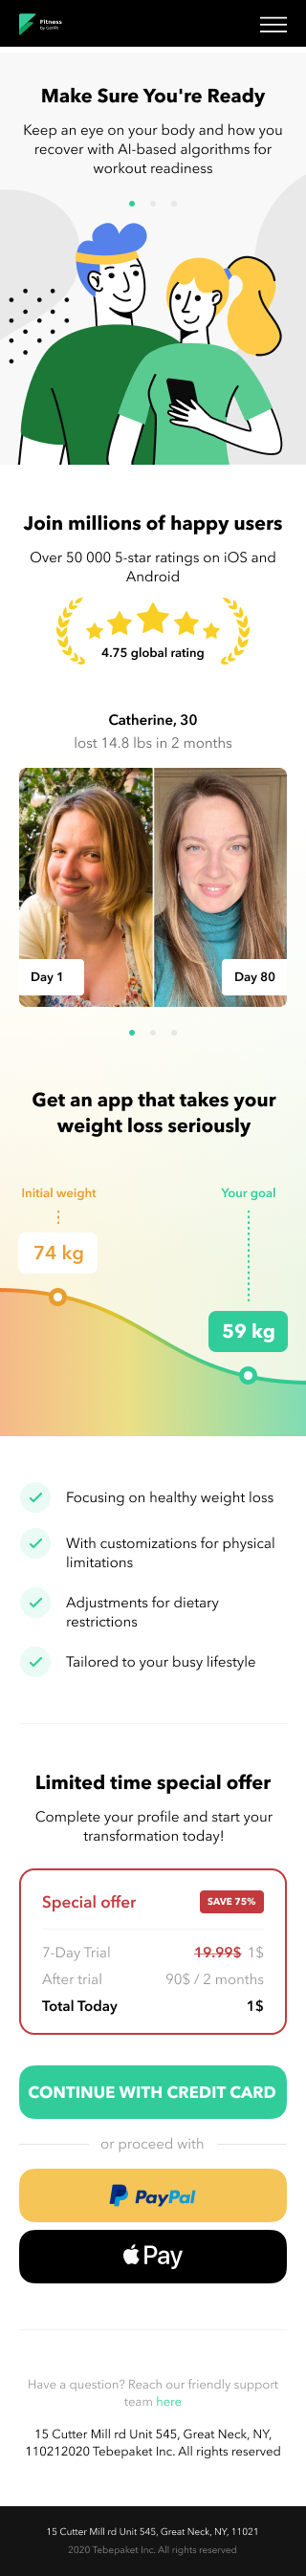 Fitness
Make Sure You're Ready
Keep an eye on your body and how you
recover with AI-based algorithms for
workout readiness
Join millions of happy users
Over 50 000 5-star ratings on iOS and
Android
4.75 global rating
Catherine, 30
lost 14.8 lbs in 2 months
Day 1
Day 80
Get an app that takes your
weight loss seriously
Initial weight
Your goal
74 kg
59 kg
Focusing on healthy weight loss
With customizations for physical
limitations
Adjustments for dietary
restrictions
Tailored to your busy lifestyle
Limited time special offer
Complete your profile and start your
transformation today!
Special offer SAVE 75%
7-Day Trial 19.99$ 1$
After trial 90$ / 2 months
Total Today 1$
CONTINUE WITH CREDIT CARD
or proceed with
PayPal
Pay
Have a question? Reach our friendly support
team here
15 Cutter Mill rd Unit 545, Great Neck, NY,
110212020 Tebepaket Inc. All rights reserved
15 Cutter Mill rd Unit 545, Great Neck, NY, 11021
2020 Tebepaket Inc. All rights reserved